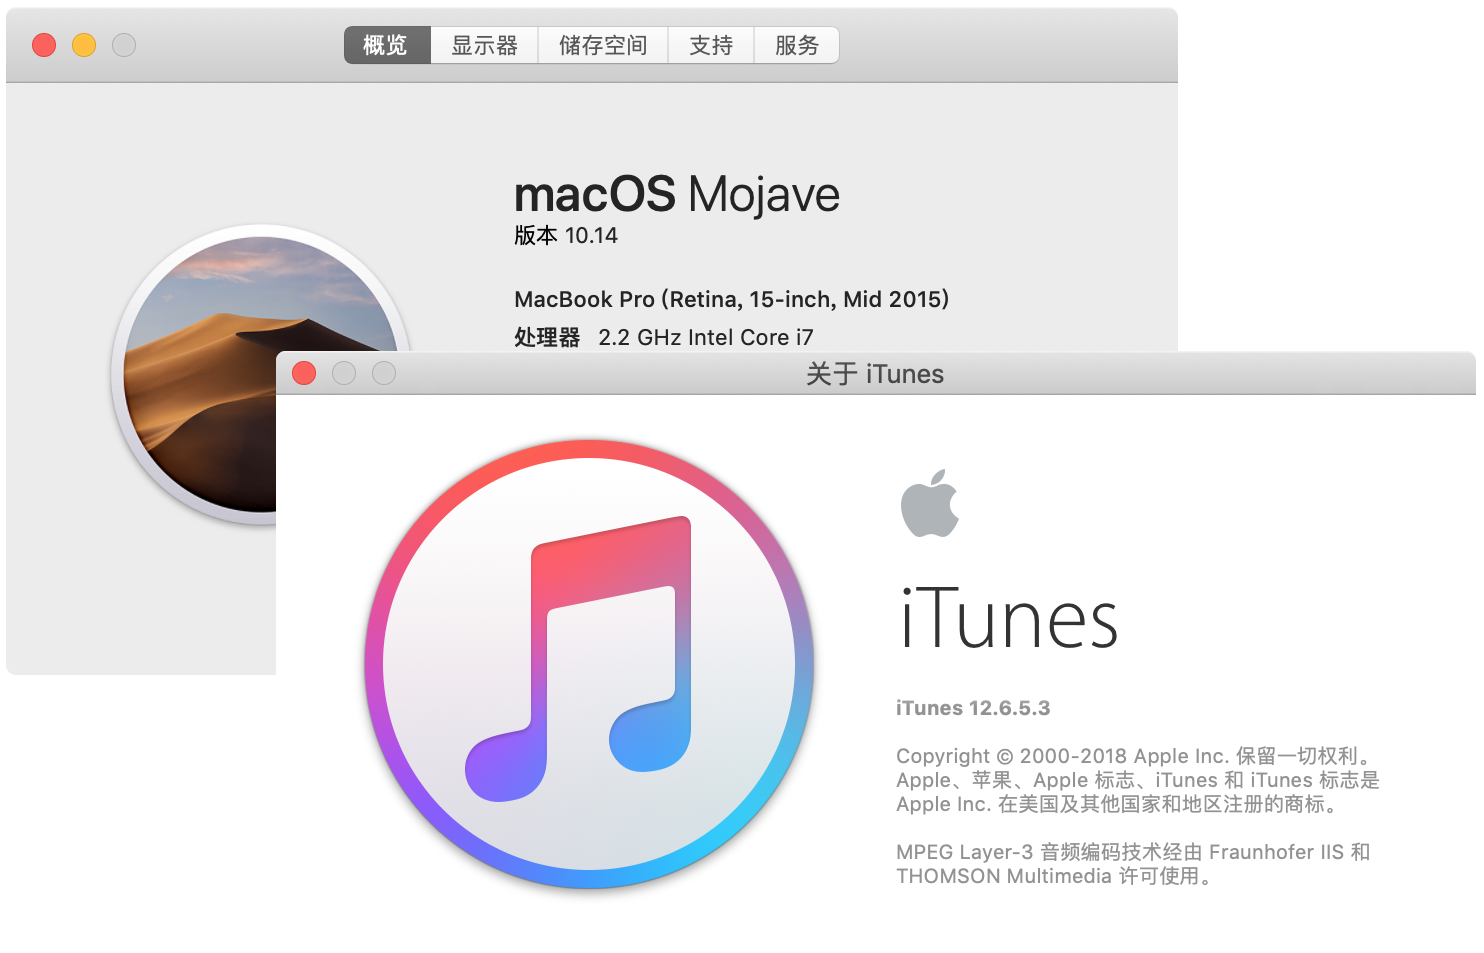 概览 显示器 储存空间 支持 服务
macOS Mojave
版本 10.14
MacBook Pro (Retina, 15-inch, Mid 2015)
处理器 2.2 GHz Intel Core i7
关于 iTunes
iTunes
iTunes 12.6.5.3
Copyright © 2000-2018 Apple Inc. 保留一切权利。
Apple、苹果、Apple 标志、iTunes 和 iTunes 标志是
Apple Inc. 在美国及其他国家和地区注册的商标。
MPEG Layer-3 音频编码技术经由 Fraunhofer IIS 和
THOMSON Multimedia 许可使用。